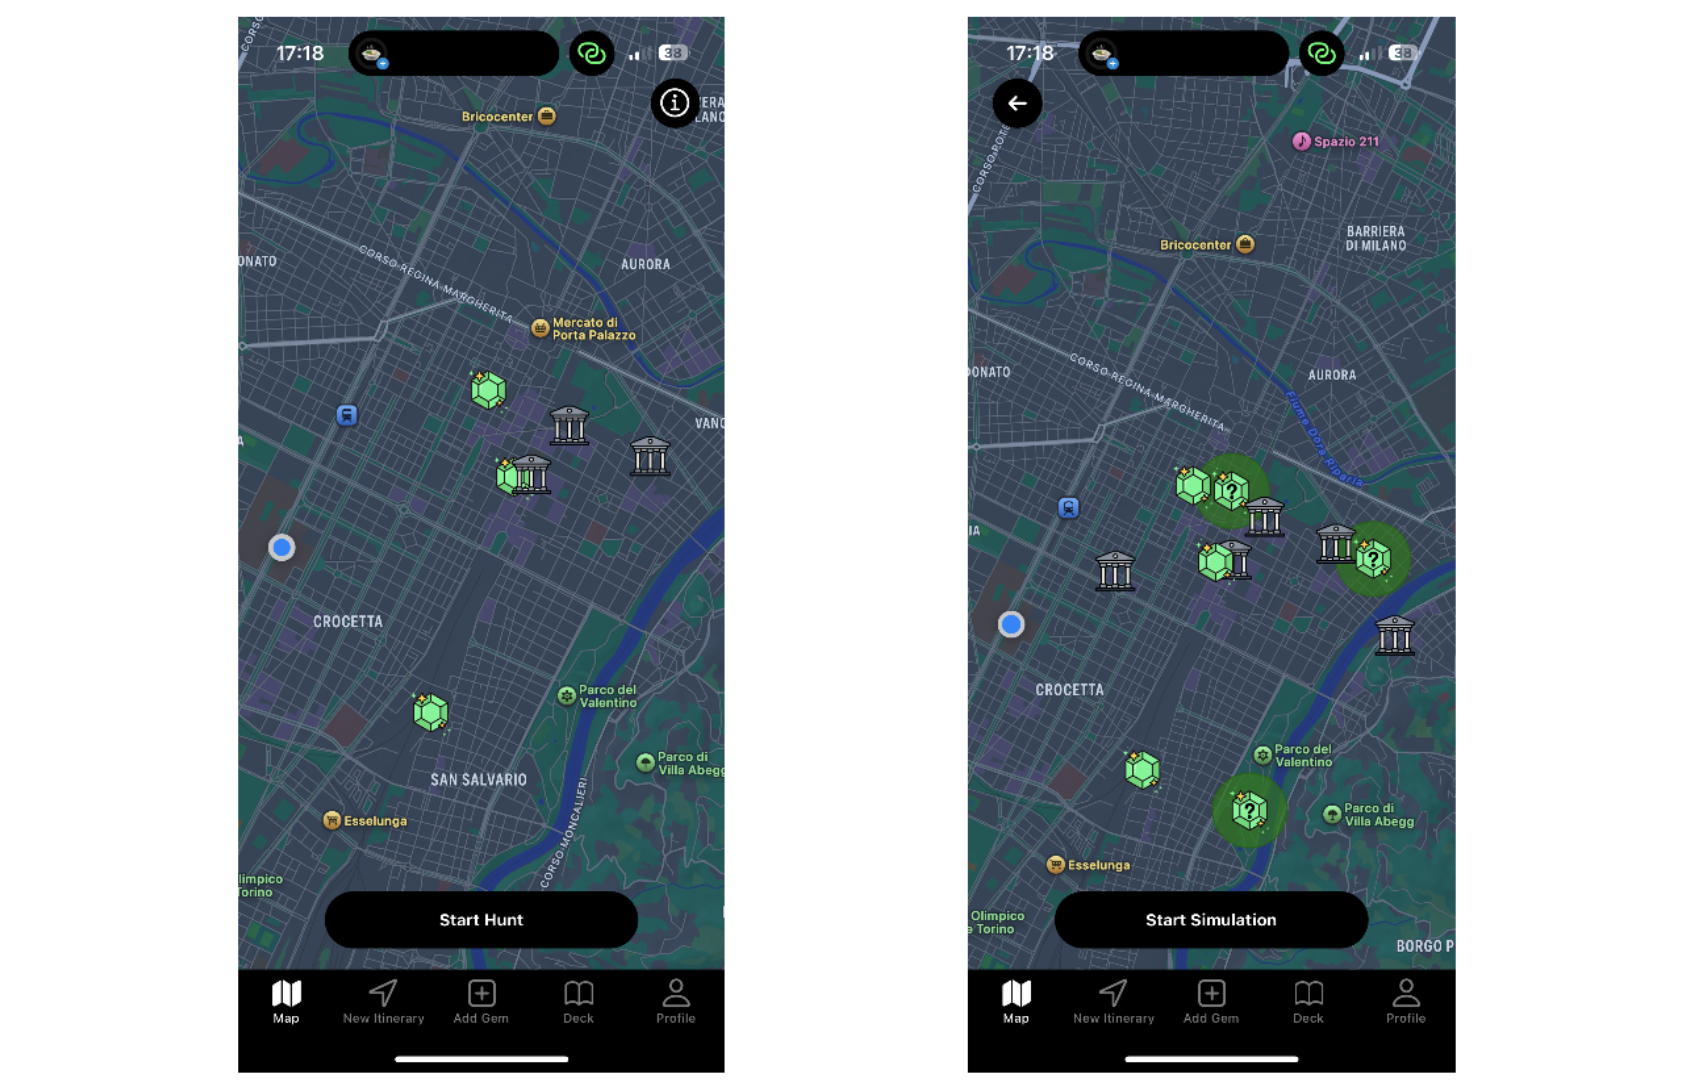 CORSO
17:18
38
Bricocenter
ERA
LANO
CORSO REGINA MARGHERITA
ONATO
AURORA
Mercato di
Porta Palazzo
VANC
A
CROCETTA
Parco del
Valentino
Parco di
Villa Abegg
SAN SALVARIO
CORSO MONCALIERI
Esselunga
limpico
Torino
Start Hunt
Map
New Itinerary
Add Gem
Deck
Profile
17:18
38
CORSO POTE
Spazio 211
BARRIERA
DI MILANO
Bricocenter
CORSO REGINA MARGHERITA
DONATO
AURORA
Fiume Dora Riparia
IA
?
?
CROCETTA
Parco del
Valentino
?
Parco di
Villa Abegg
Esselunga
Olimpico
e Torino
Start Simulation
BORGO P
Map
New Itinerary
Add Gem
Deck
Profile